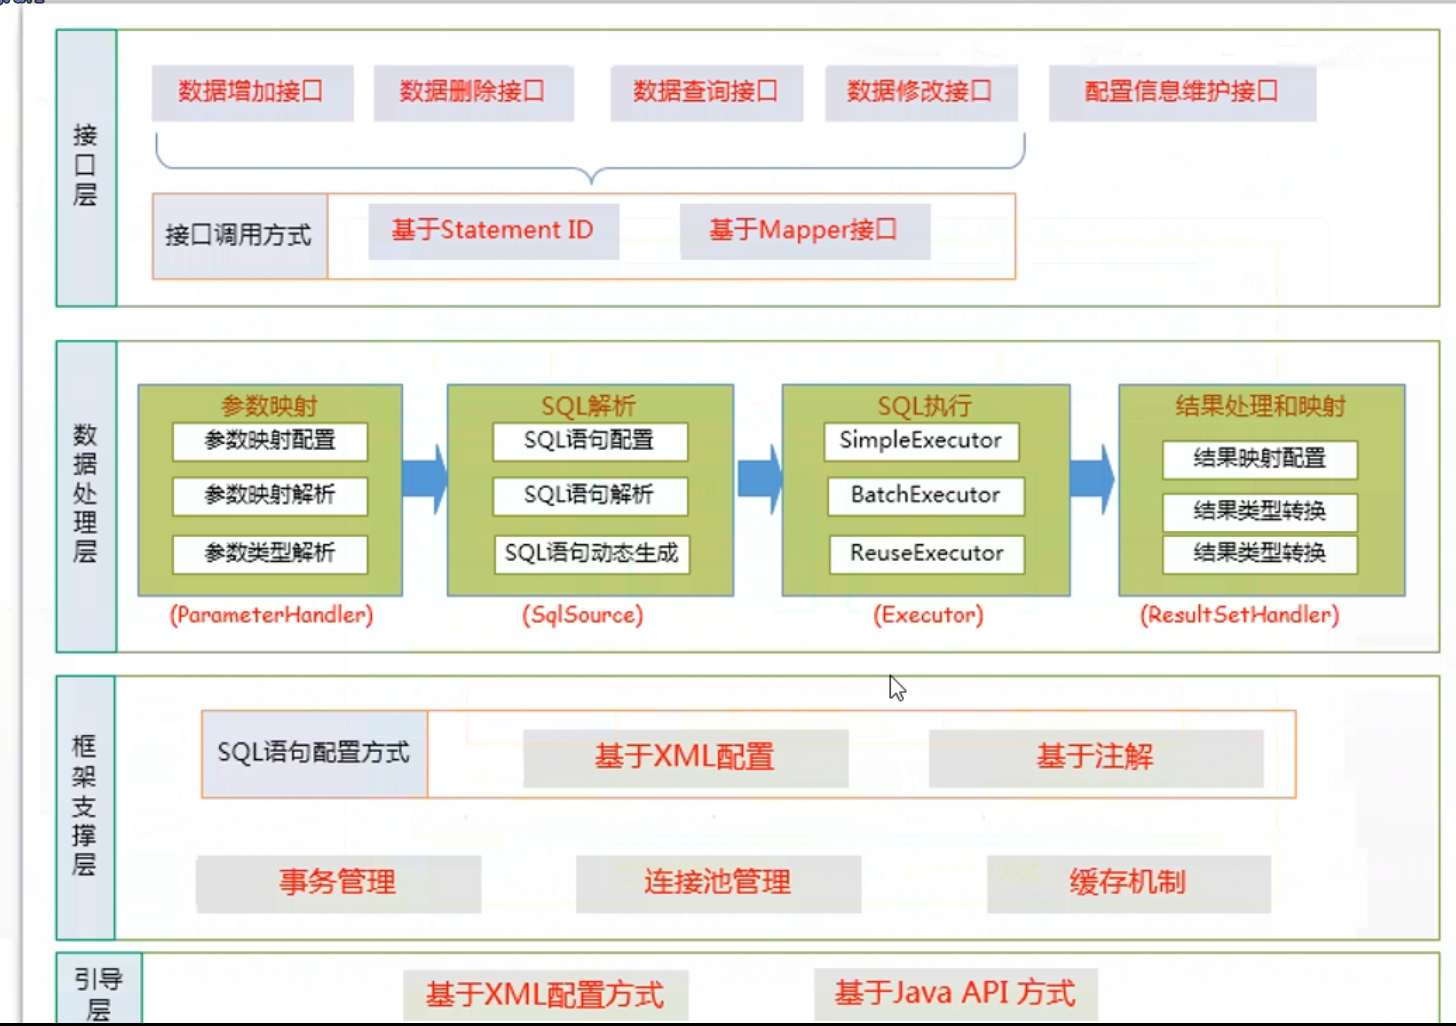 接口层
数据增加接口
数据删除接口
数据查询接口
数据修改接口
配置信息维护接口
接口调用方式
基于Statement ID
基于Mapper接口
数据处理层
参数映射
参数映射配置
参数映射解析
参数类型解析
(ParameterHandler)
SQL解析
SQL语句配置
SQL语句解析
SQL语句动态生成
(SqlSource)
SQL执行
SimpleExecutor
BatchExecutor
ReuseExecutor
(Executor)
结果处理和映射
结果映射配置
结果类型转换
结果类型转换
(ResultSetHandler)
框架支撑层
SQL语句配置方式
基于XML配置
基于注解
事务管理
连接池管理
缓存机制
引导层
基于XML配置方式
基于Java API 方式